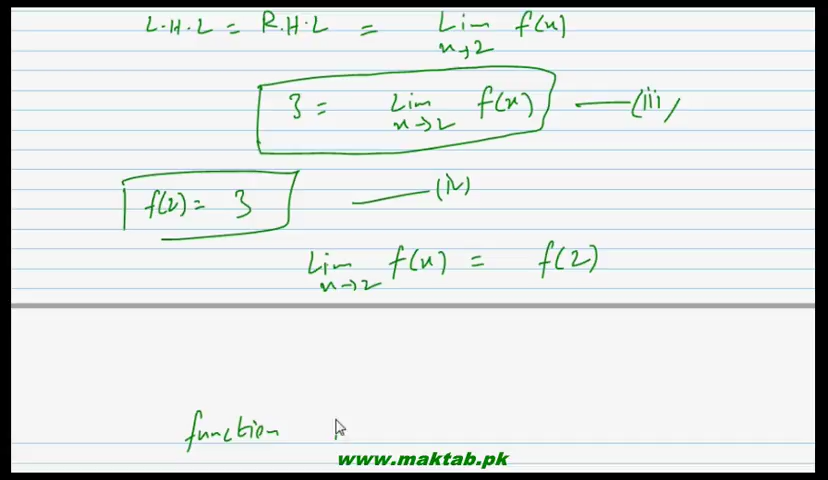 L.H.L = R.H.L = Lim f(x)
x→2
3 = Lim f(x) — (iii)
x→2
f(2) = 3 — (iv)
Lim f(x) = f(2)
x→2
function
www.maktab.pk